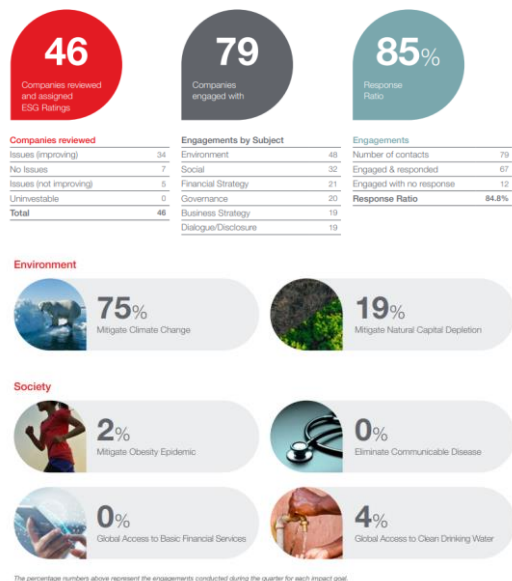 46
Companies reviewed
and assigned
ESG Ratings
79
Companies
engaged with
85%
Response
Ratio
Companies reviewed
Issues (improving) 34
No Issues 7
Issues (not improving) 5
Uninvestable 0
Total 46
Engagements by Subject
Environment 48
Social 32
Financial Strategy 21
Governance 20
Business Strategy 19
Dialogue/Disclosure 19
Engagements
Number of contacts 79
Engaged & responded 67
Engaged with no response 12
Response Ratio 84.8%
Environment
75%
Mitigate Climate Change
19%
Mitigate Natural Capital Depletion
Society
2%
Mitigate Obesity Epidemic
0%
Eliminate Communicable Disease
0%
Global Access to Basic Financial Services
4%
Global Access to Clean Drinking Water
The percentage numbers above represent the engagements conducted during the quarter for each impact goal.